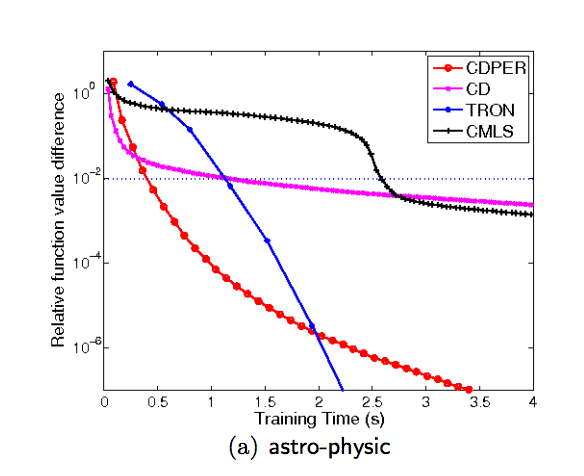 CDPER
CD
TRON
CMLS
Relative function value difference
10^0
10^-2
10^-4
10^-6
0 0.5 1 1.5 2 2.5 3 3.5 4
Training Time (s)
(a) astro-physic